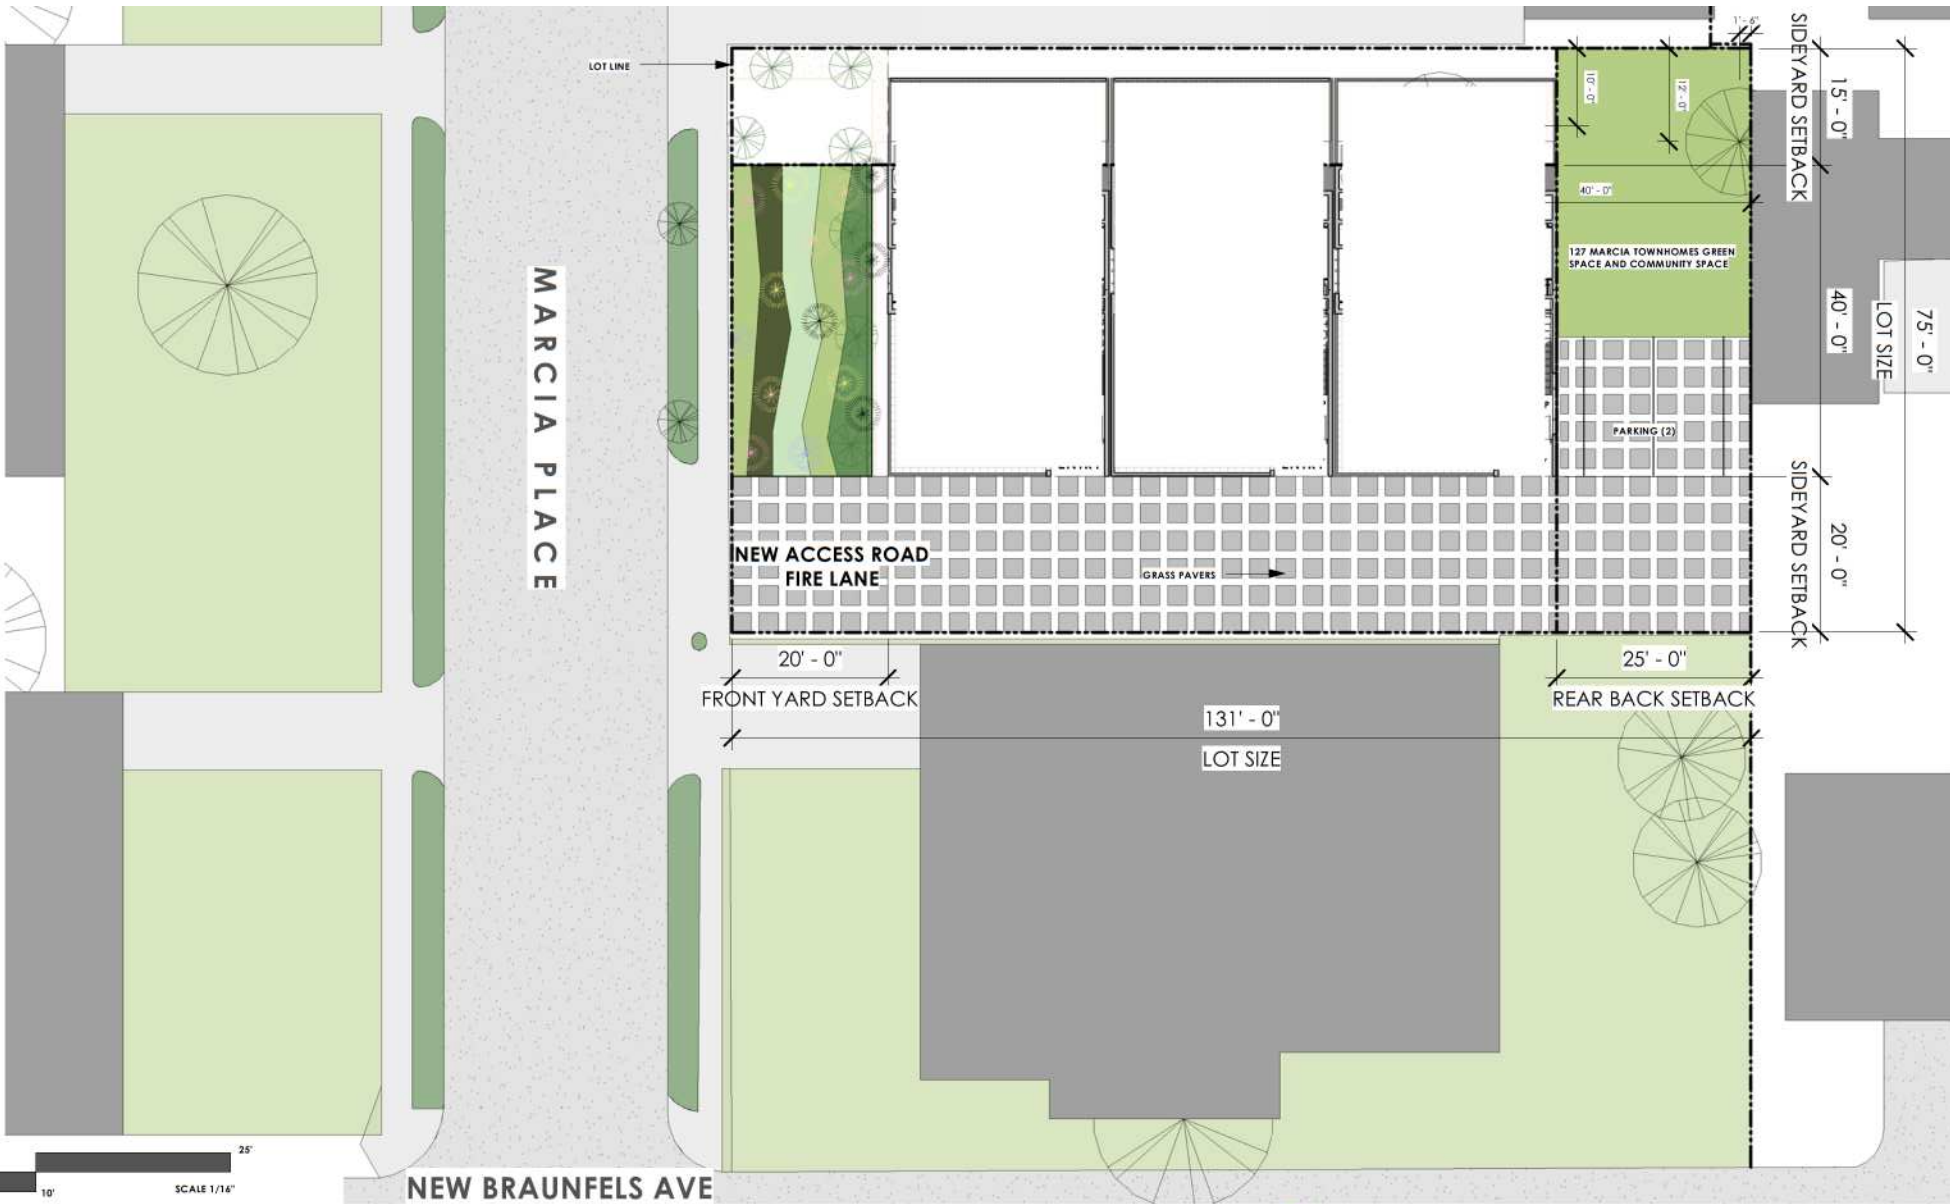 LOT LINE
MARCIA PLACE
1' - 6"
10' - 0"
12' - 0"
SIDEYARD SETBACK
15' - 0"
40' - 0"
127 MARCIA TOWNHOMES GREEN
SPACE AND COMMUNITY SPACE
40' - 0"
LOT SIZE
75' - 0"
PARKING (2)
SIDEYARD SETBACK
20' - 0"
NEW ACCESS ROAD
FIRE LANE
GRASS PAVERS
20' - 0"
FRONT YARD SETBACK
25' - 0"
REAR BACK SETBACK
131' - 0"
LOT SIZE
25'
10'
SCALE 1/16"
NEW BRAUNFELS AVE